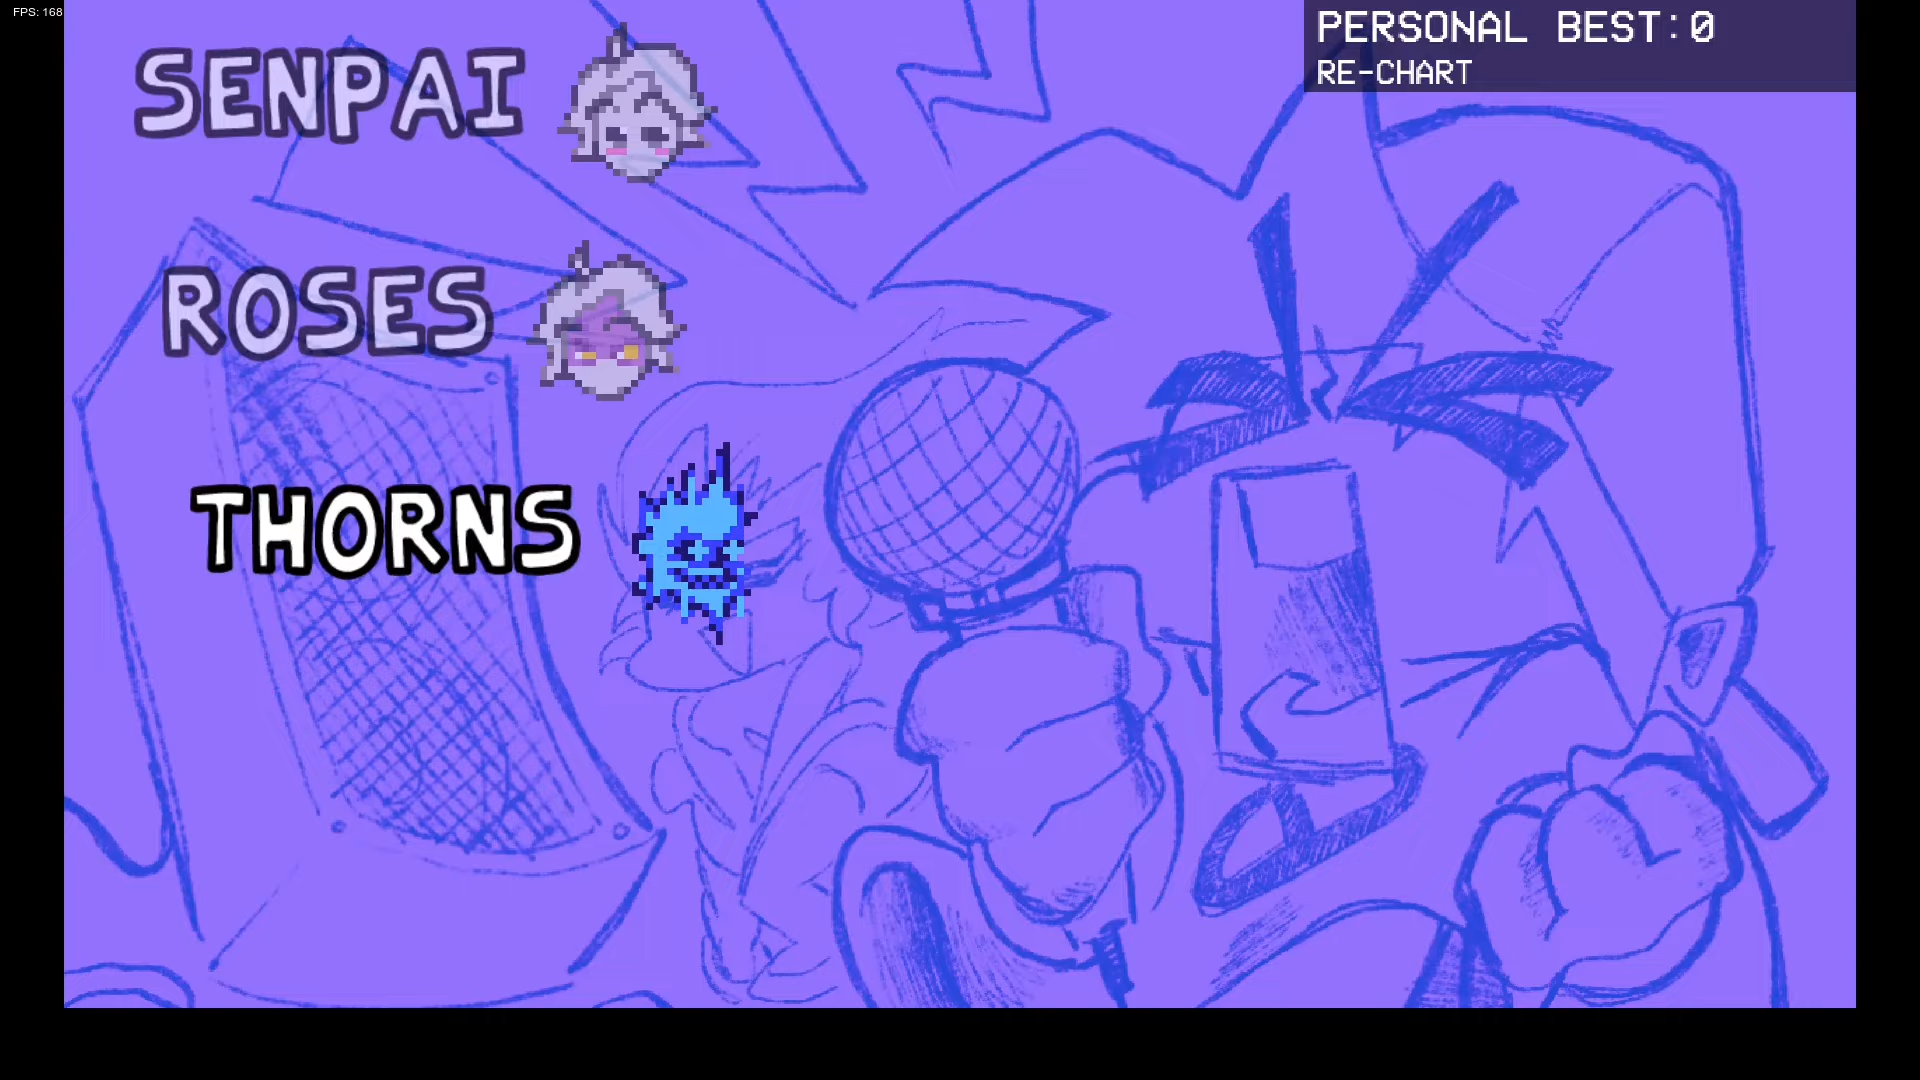 FPS: 168
PERSONAL BEST:0
RE-CHART
SENPAI
ROSES
THORNS